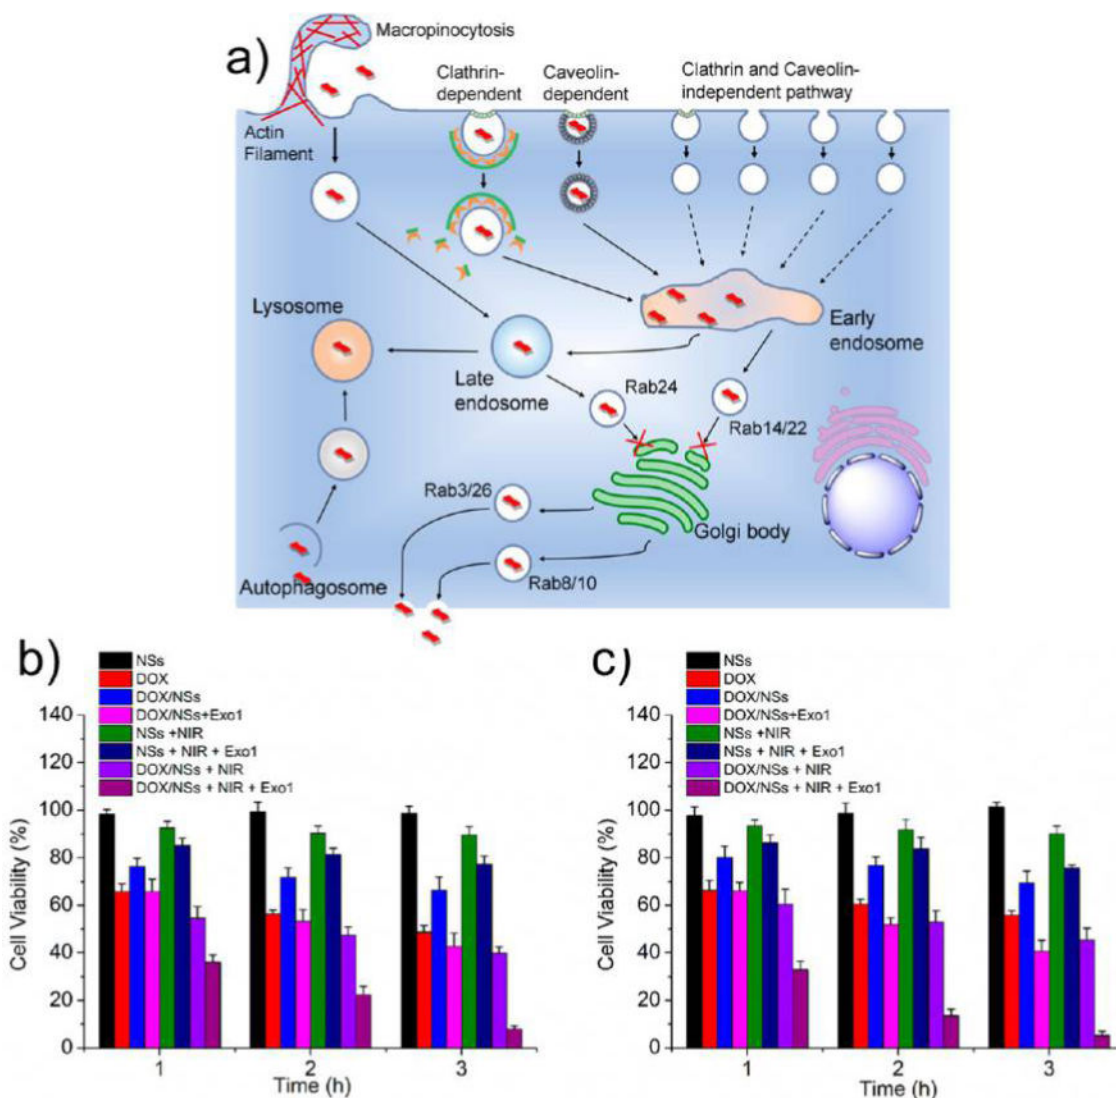 a)
Macropinocytosis
Clathrin-
dependent
Caveolin-
dependent
Clathrin and Caveolin-
independent pathway
Actin
Filament
Lysosome
Early
endosome
Late
endosome
Rab24
Rab14/22
Rab3/26
Golgi body
Autophagosome
Rab8/10
b)
NSs
DOX
DOX/NSs
DOX/NSs+Exo1
NSs +NIR
NSs + NIR + Exo1
DOX/NSs + NIR
DOX/NSs + NIR + Exo1
140
120
100
80
60
40
20
0
Cell Viability (%)
1
2
3
Time (h)
c)
NSs
DOX
DOX/NSs
DOX/NSs+Exo1
NSs +NIR
NSs + NIR + Exo1
DOX/NSs + NIR
DOX/NSs + NIR + Exo1
140
120
100
80
60
40
20
0
Cell Viability (%)
1
2
3
Time (h)